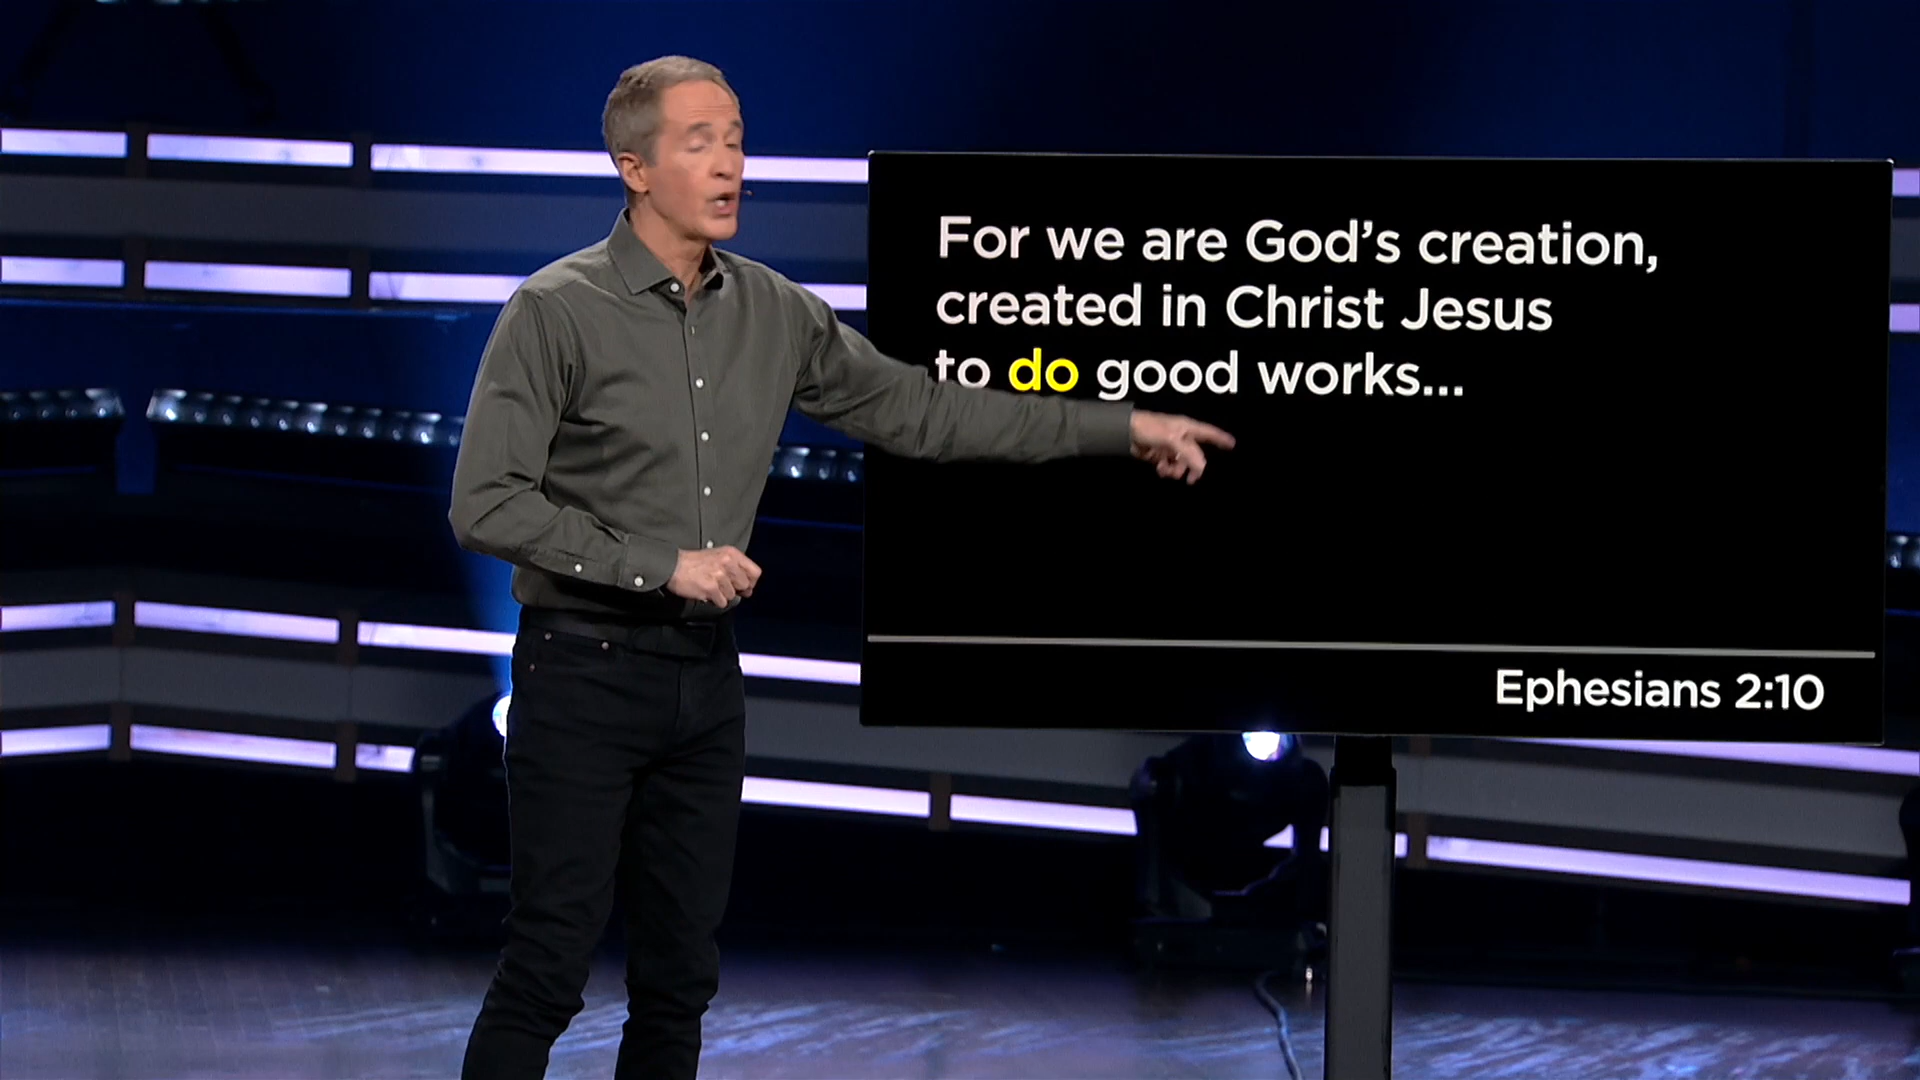 For we are God's creation,
created in Christ Jesus
to do good works...
Ephesians 2:10